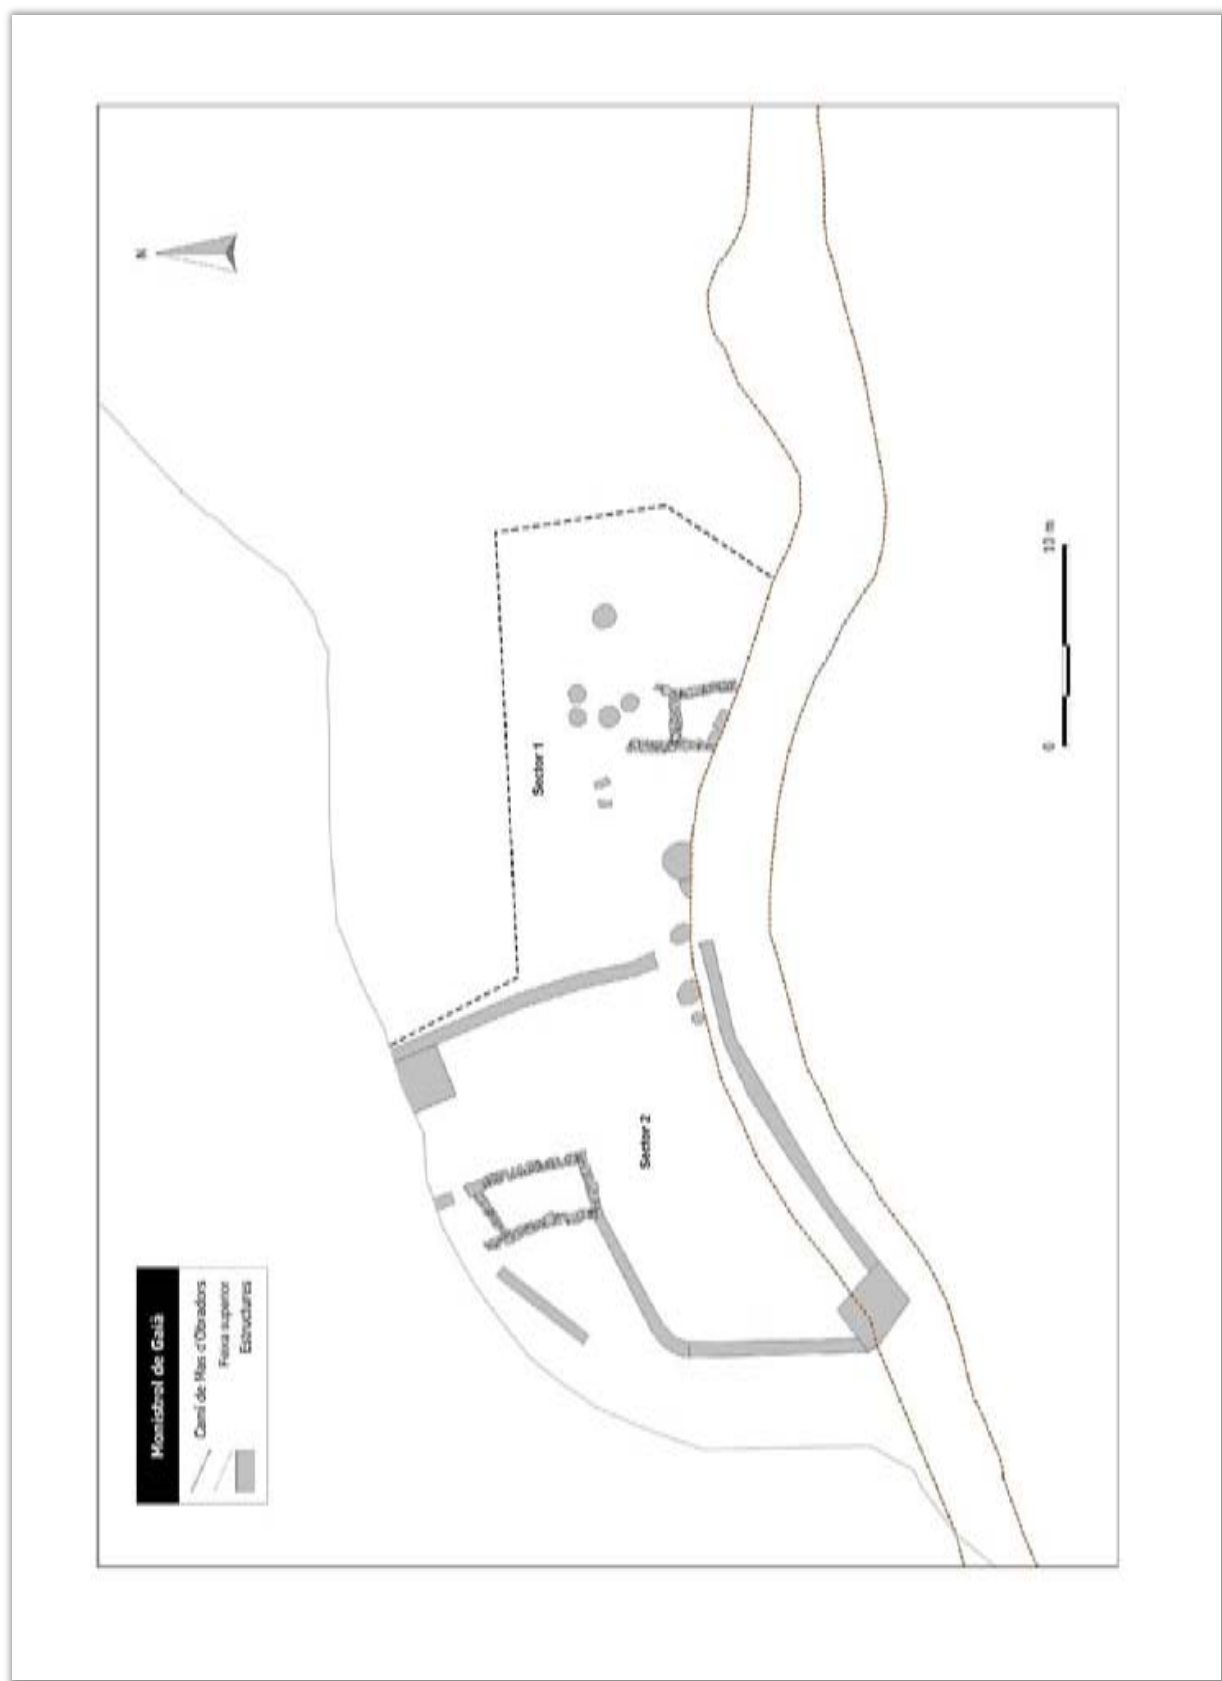 Monistrol de Gaià
Camí de Mas d'Obradors
Feixa superior
Estructures
Sector 2
Sector 1
0
10 m
N